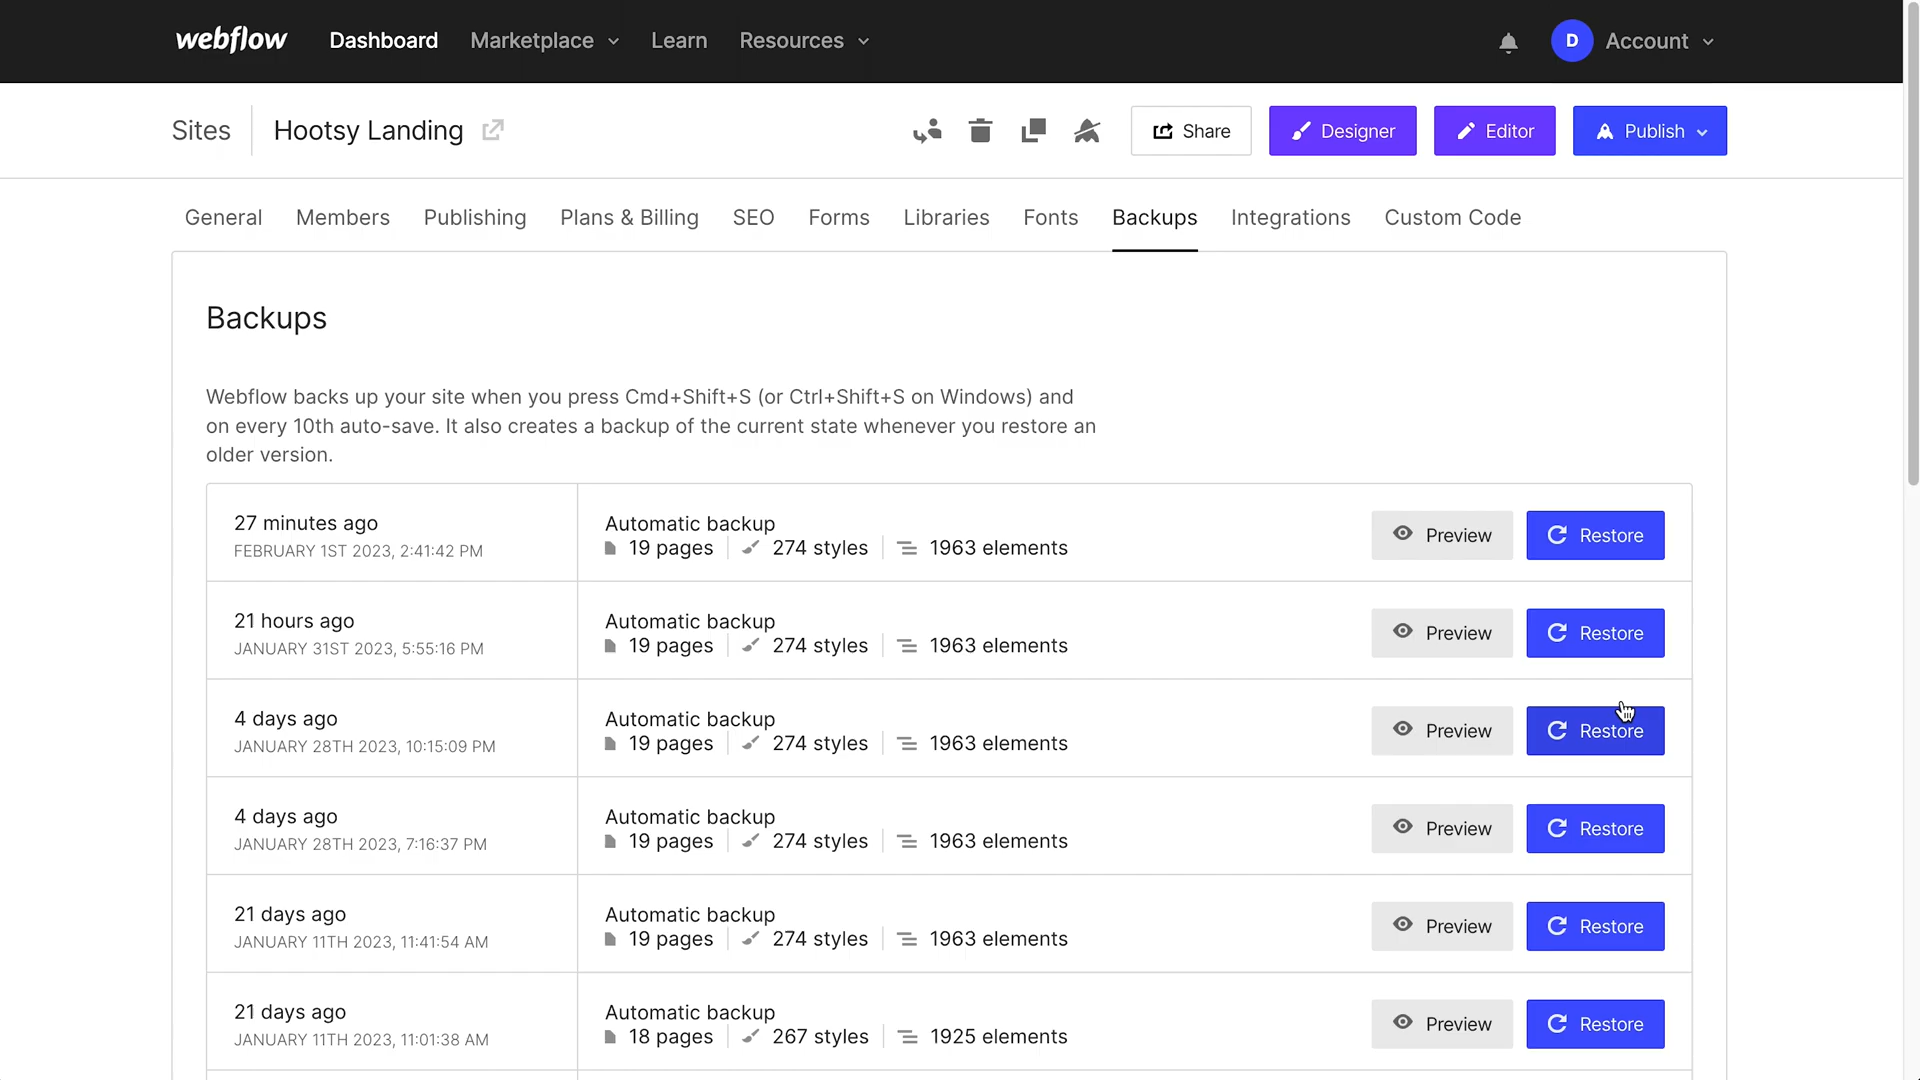 webflow Dashboard Marketplace Learn Resources D Account
Sites Hootsy Landing Share Designer Editor Publish
General Members Publishing Plans & Billing SEO Forms Libraries Fonts Backups Integrations Custom Code
Backups
Webflow backs up your site when you press Cmd+Shift+S (or Ctrl+Shift+S on Windows) and
on every 10th auto-save. It also creates a backup of the current state whenever you restore an
older version.
27 minutes ago
FEBRUARY 1ST 2023, 2:41:42 PM
Automatic backup
19 pages 274 styles 1963 elements
Preview Restore
21 hours ago
JANUARY 31ST 2023, 5:55:16 PM
Automatic backup
19 pages 274 styles 1963 elements
Preview Restore
4 days ago
JANUARY 28TH 2023, 10:15:09 PM
Automatic backup
19 pages 274 styles 1963 elements
Preview Restore
4 days ago
JANUARY 28TH 2023, 7:16:37 PM
Automatic backup
19 pages 274 styles 1963 elements
Preview Restore
21 days ago
JANUARY 11TH 2023, 11:41:54 AM
Automatic backup
19 pages 274 styles 1963 elements
Preview Restore
21 days ago
JANUARY 11TH 2023, 11:01:38 AM
Automatic backup
18 pages 267 styles 1925 elements
Preview Restore